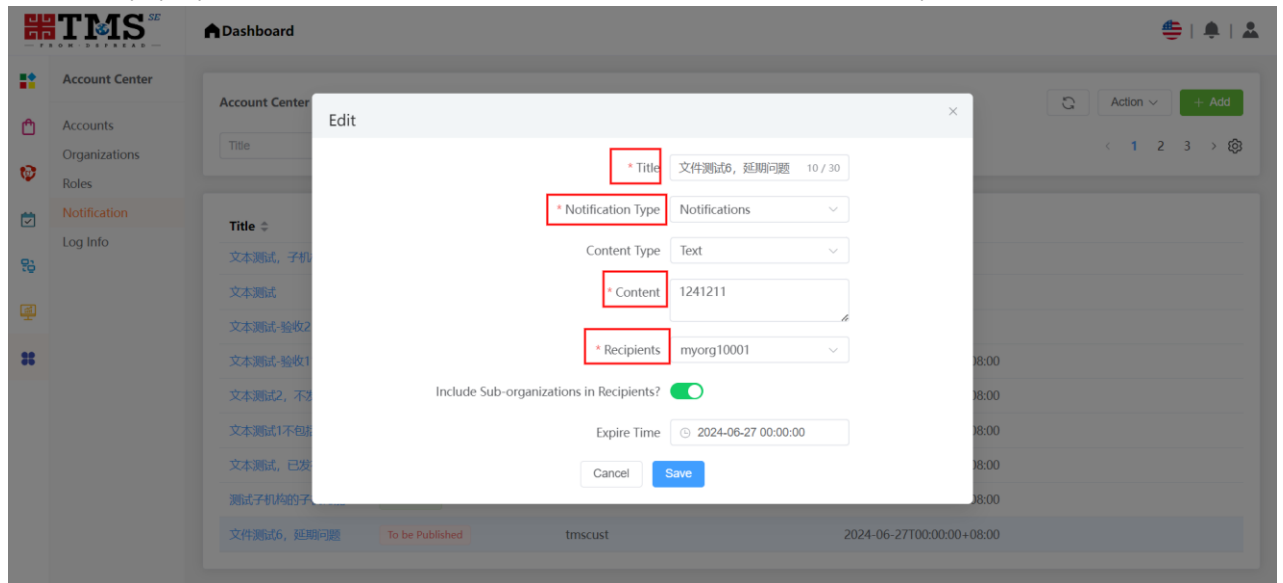 TMS SE
FROM·DSPREAD
Dashboard
Account Center
Accounts
Organizations
Roles
Notification
Log Info
Account Center
Action
+ Add
Title
< 1 2 3 >
Edit
* Title 文件测试6，延期问题 10 / 30
* Notification Type Notifications
Content Type Text
* Content 1241211
* Recipients myorg10001
Include Sub-organizations in Recipients?
Expire Time 2024-06-27 00:00:00
Cancel Save
Title
文本测试，子机
文本测试
文本测试-验收2
文本测试-验收1 08:00
文本测试2，不 08:00
文本测试1不包 08:00
文本测试，已发 08:00
测试子机构的子 08:00
文件测试6，延期问题 To be Published tmscust 2024-06-27T00:00:00+08:00